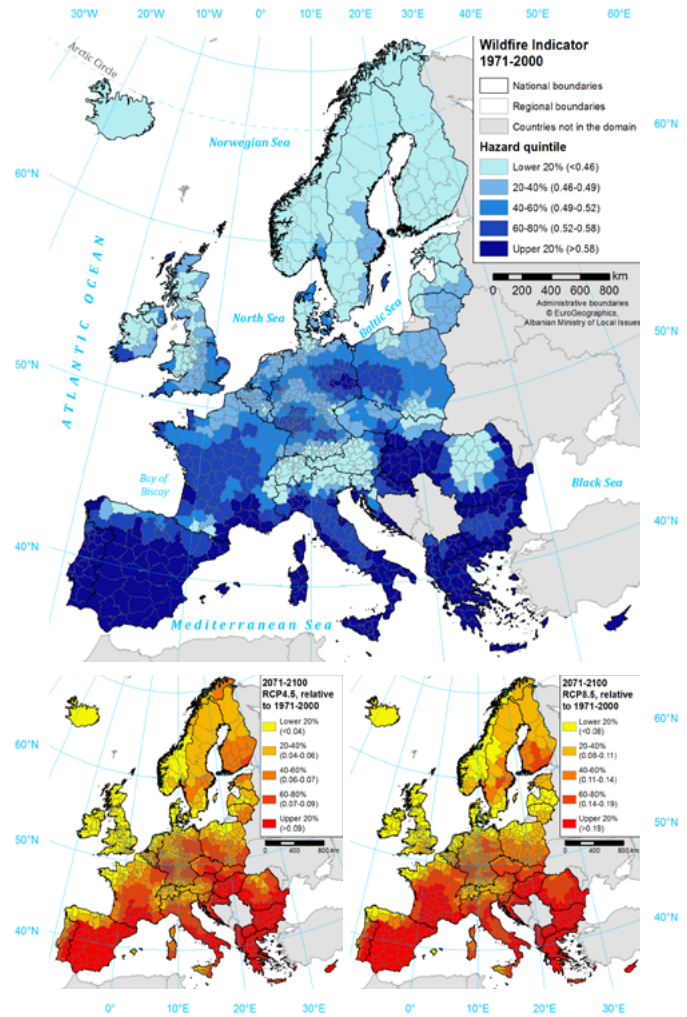 30°W 20°W 10°W 0° 10°E 20°E 30°E 40°E 50°E 60°E
Arctic Circle
Wildfire Indicator
1971-2000
National boundaries
Regional boundaries
Countries not in the domain
Hazard quintile
Lower 20% (<0.46)
20-40% (0.46-0.49)
40-60% (0.49-0.52)
60-80% (0.52-0.58)
Upper 20% (>0.58)
km
0 200 400 600 800
Administrative boundaries
© EuroGeographics,
Albanian Ministry of Local Issues
Norwegian Sea
60°N
60°N
ATLANTIC OCEAN
North Sea
Baltic Sea
50°N
50°N
Bay of
Biscay
Black Sea
40°N
40°N
Mediterranean Sea
2071-2100
RCP4.5, relative
to 1971-2000
Lower 20%
(<0.04)
20-40%
(0.04-0.06)
40-60%
(0.06-0.07)
60-80%
(0.07-0.09)
Upper 20%
(>0.09)
0 400 800 km
2071-2100
RCP8.5, relative
to 1971-2000
Lower 20%
(<0.08)
20-40%
(0.08-0.11)
40-60%
(0.11-0.14)
60-80%
(0.14-0.19)
Upper 20%
(>0.19)
0 400 800 km
60°N
60°N
50°N
50°N
40°N
40°N
0° 10°E 20°E 30°E 0° 10°E 20°E 30°E